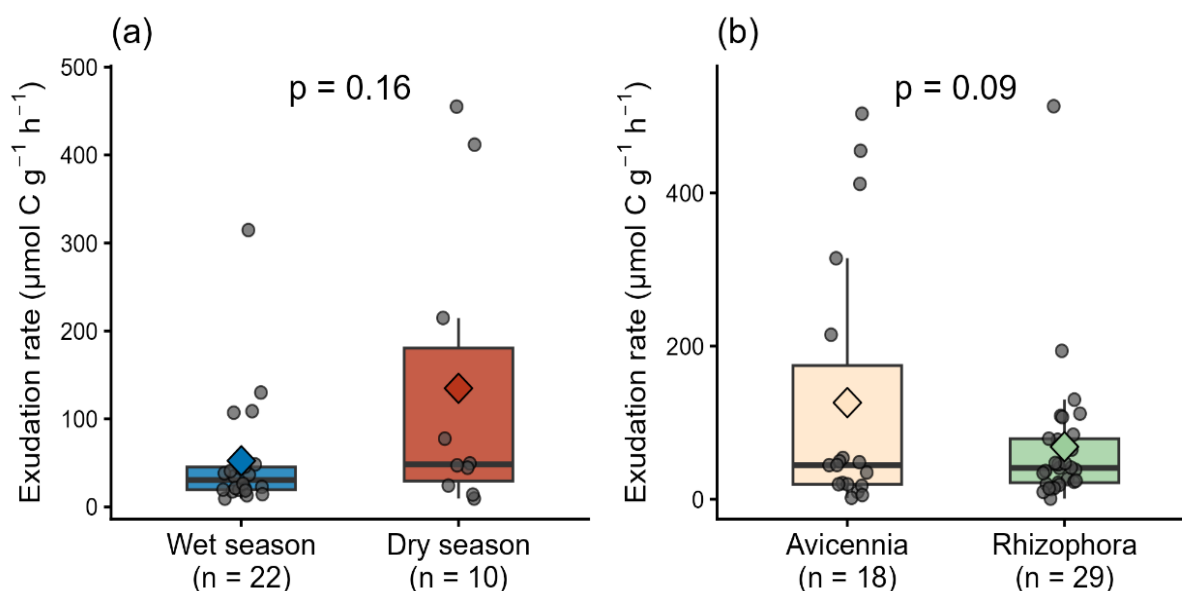 (a)
p = 0.16
Exudation rate (μmol C g⁻¹ h⁻¹)
500
400
300
200
100
0
Wet season
(n = 22)
Dry season
(n = 10)
(b)
p = 0.09
Exudation rate (μmol C g⁻¹ h⁻¹)
400
200
0
Avicennia
(n = 18)
Rhizophora
(n = 29)